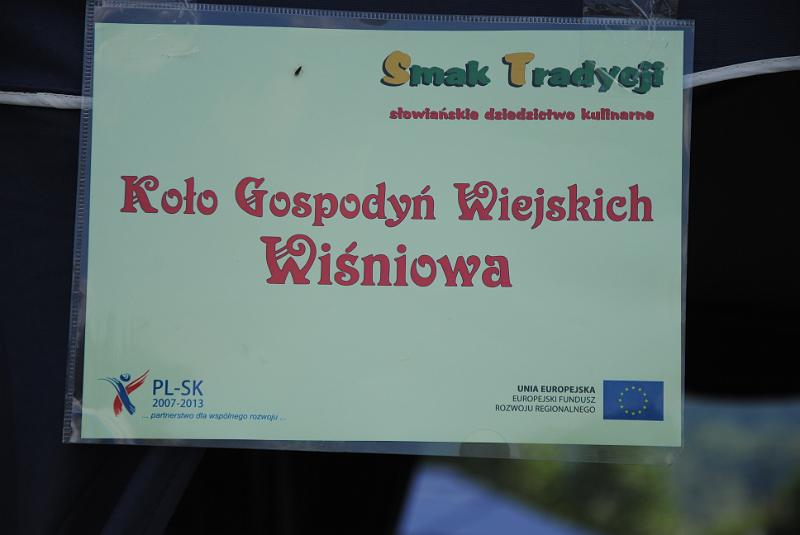 Smak Tradycji
słowiańskie dziedzictwo kulinarne
Koło Gospodyń Wiejskich
Wiśniowa
PL-SK
2007-2013
... partnerstwo dla wspólnego rozwoju ...
UNIA EUROPEJSKA
EUROPEJSKI FUNDUSZ
ROZWOJU REGIONALNEGO